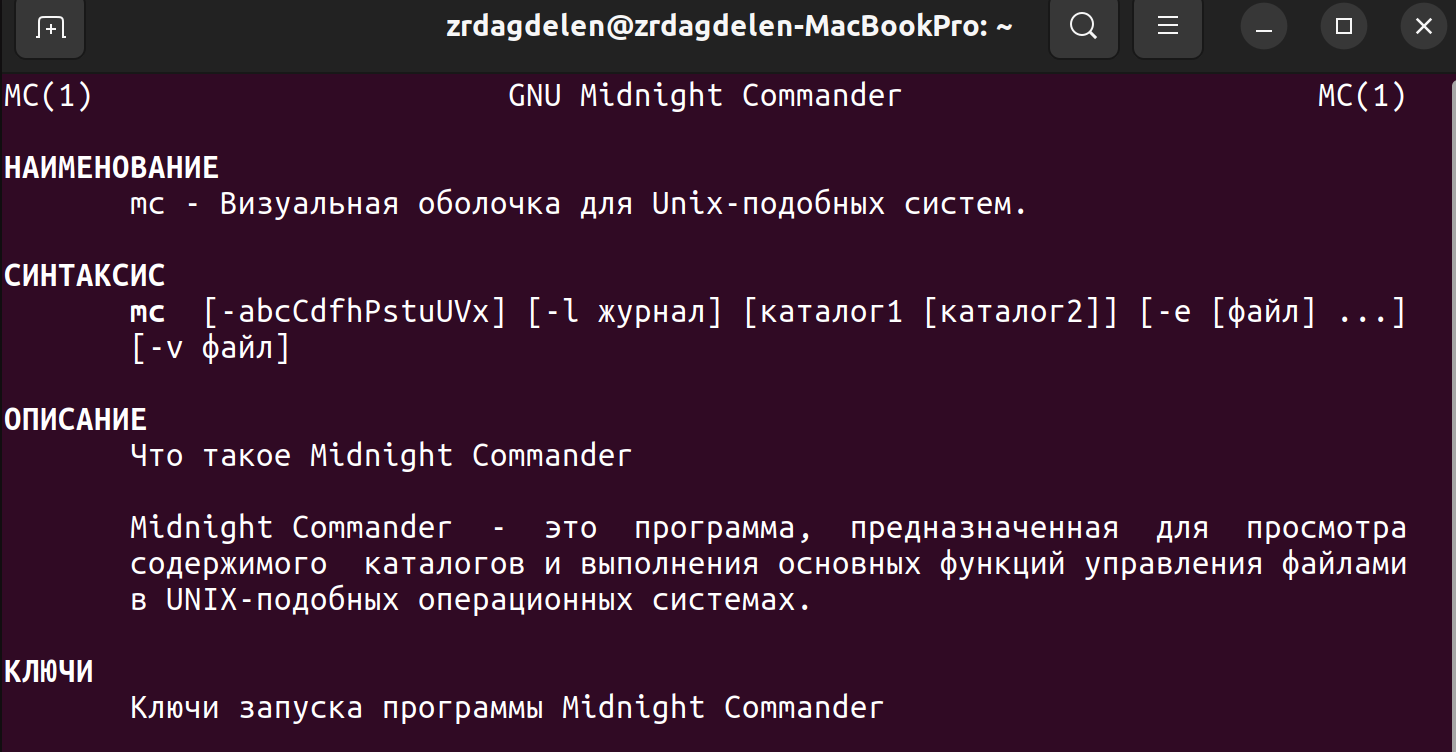 zrdagdelen@zrdagdelen-MacBookPro: ~
MC(1) GNU Midnight Commander MC(1)
НАИМЕНОВАНИЕ
mc - Визуальная оболочка для Unix-подобных систем.
СИНТАКСИС
mc [-abcCdfhPstuUVx] [-l журнал] [каталог1 [каталог2]] [-e [файл] ...]
[-v файл]
ОПИСАНИЕ
Что такое Midnight Commander
Midnight Commander - это программа, предназначенная для просмотра
содержимого каталогов и выполнения основных функций управления файлами
в UNIX-подобных операционных системах.
КЛЮЧИ
Ключи запуска программы Midnight Commander